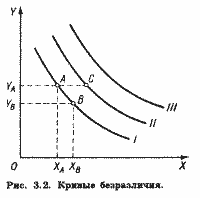 Y
A
C
Y_A
Y_B
B
III
II
I
O
X_A
X_B
X
Рис. 3.2. Кривые безразличия.